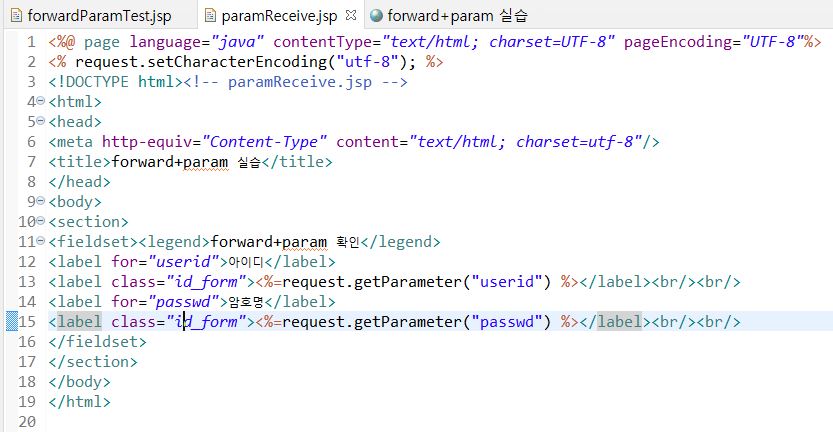 forwardParamTest.jsp paramReceive.jsp forward+param 실습
1 <%@ page language="java" contentType="text/html; charset=UTF-8" pageEncoding="UTF-8"%>
2 <% request.setCharacterEncoding("utf-8"); %>
3 <!DOCTYPE html><!-- paramReceive.jsp -->
4 <html>
5 <head>
6 <meta http-equiv="Content-Type" content="text/html; charset=utf-8"/>
7 <title>forward+param 실습</title>
8 </head>
9 <body>
10 <section>
11 <fieldset><legend>forward+param 확인</legend>
12 <label for="userid">아이디</label>
13 <label class="id_form"><%=request.getParameter("userid") %></label><br/><br/>
14 <label for="passwd">암호명</label>
15 <label class="id_form"><%=request.getParameter("passwd") %></label><br/><br/>
16 </fieldset>
17 </section>
18 </body>
19 </html>
20